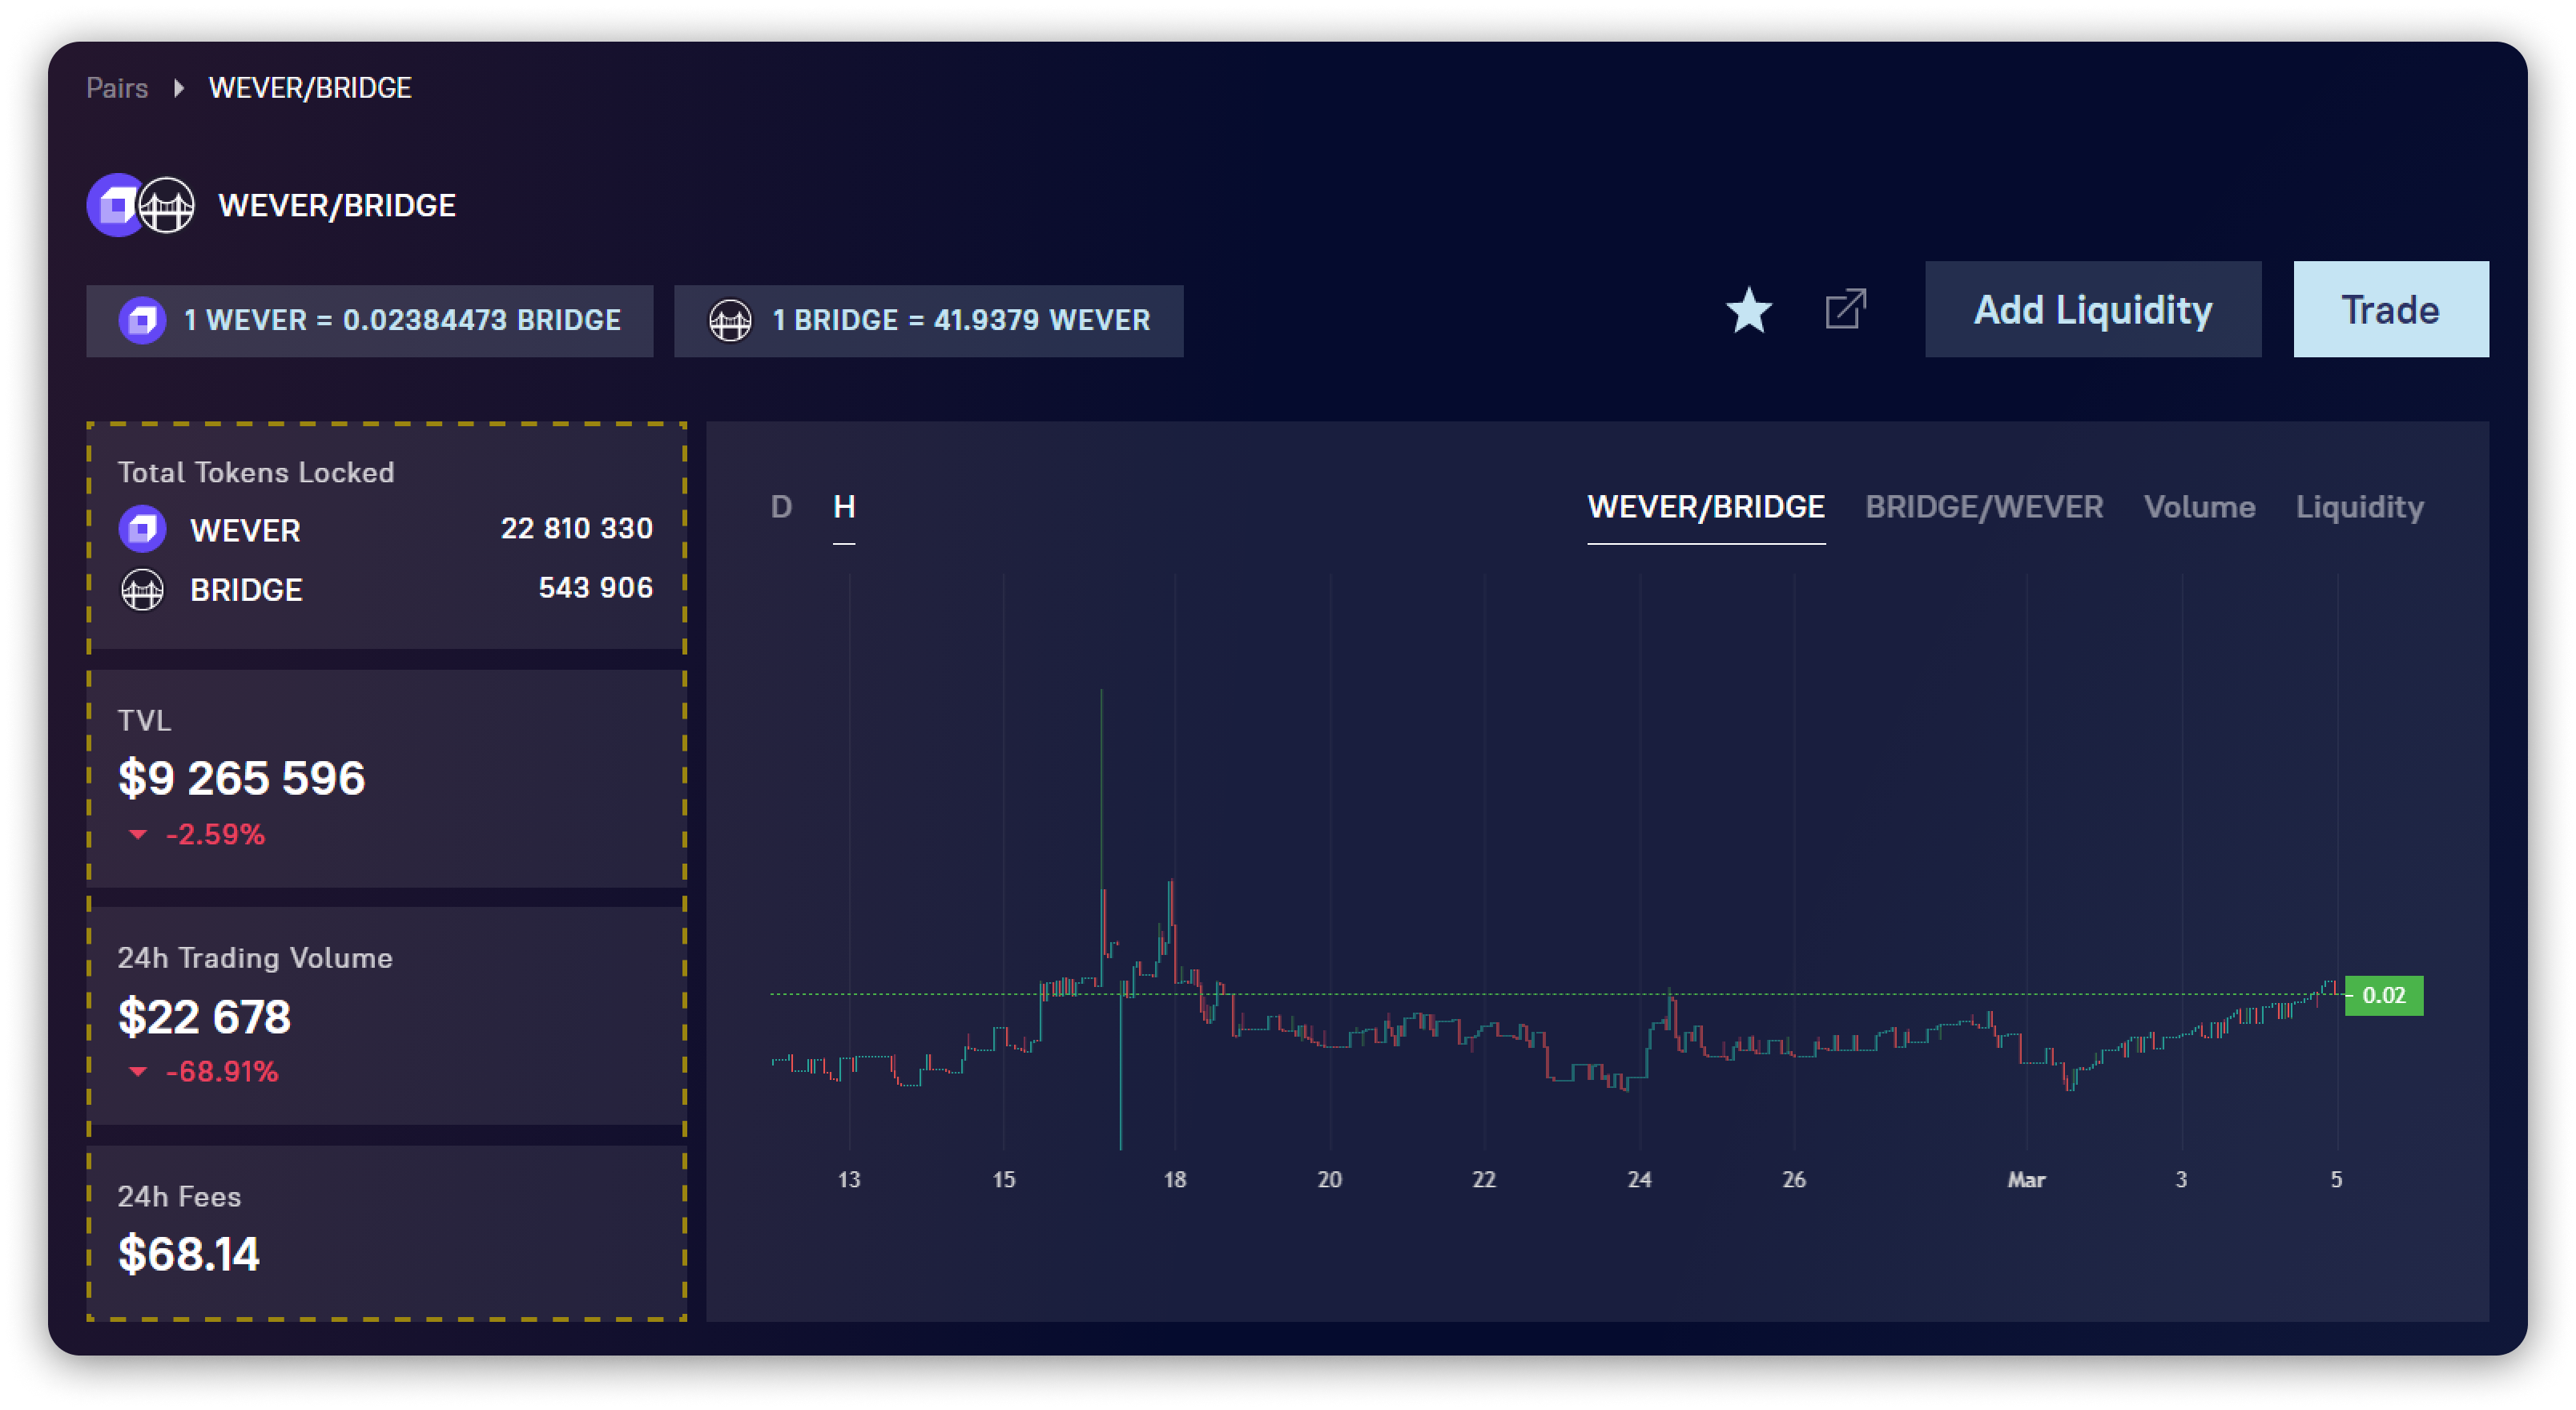 Pairs WEVER/BRIDGE
WEVER/BRIDGE
1 WEVER = 0.02384473 BRIDGE
1 BRIDGE = 41.9379 WEVER
Add Liquidity
Trade
Total Tokens Locked
WEVER 22 810 330
BRIDGE 543 906
TVL
$9 265 596
-2.59%
24h Trading Volume
$22 678
-68.91%
24h Fees
$68.14
D H
WEVER/BRIDGE BRIDGE/WEVER Volume Liquidity
0.02
13 15 18 20 22 24 26 Mar 3 5